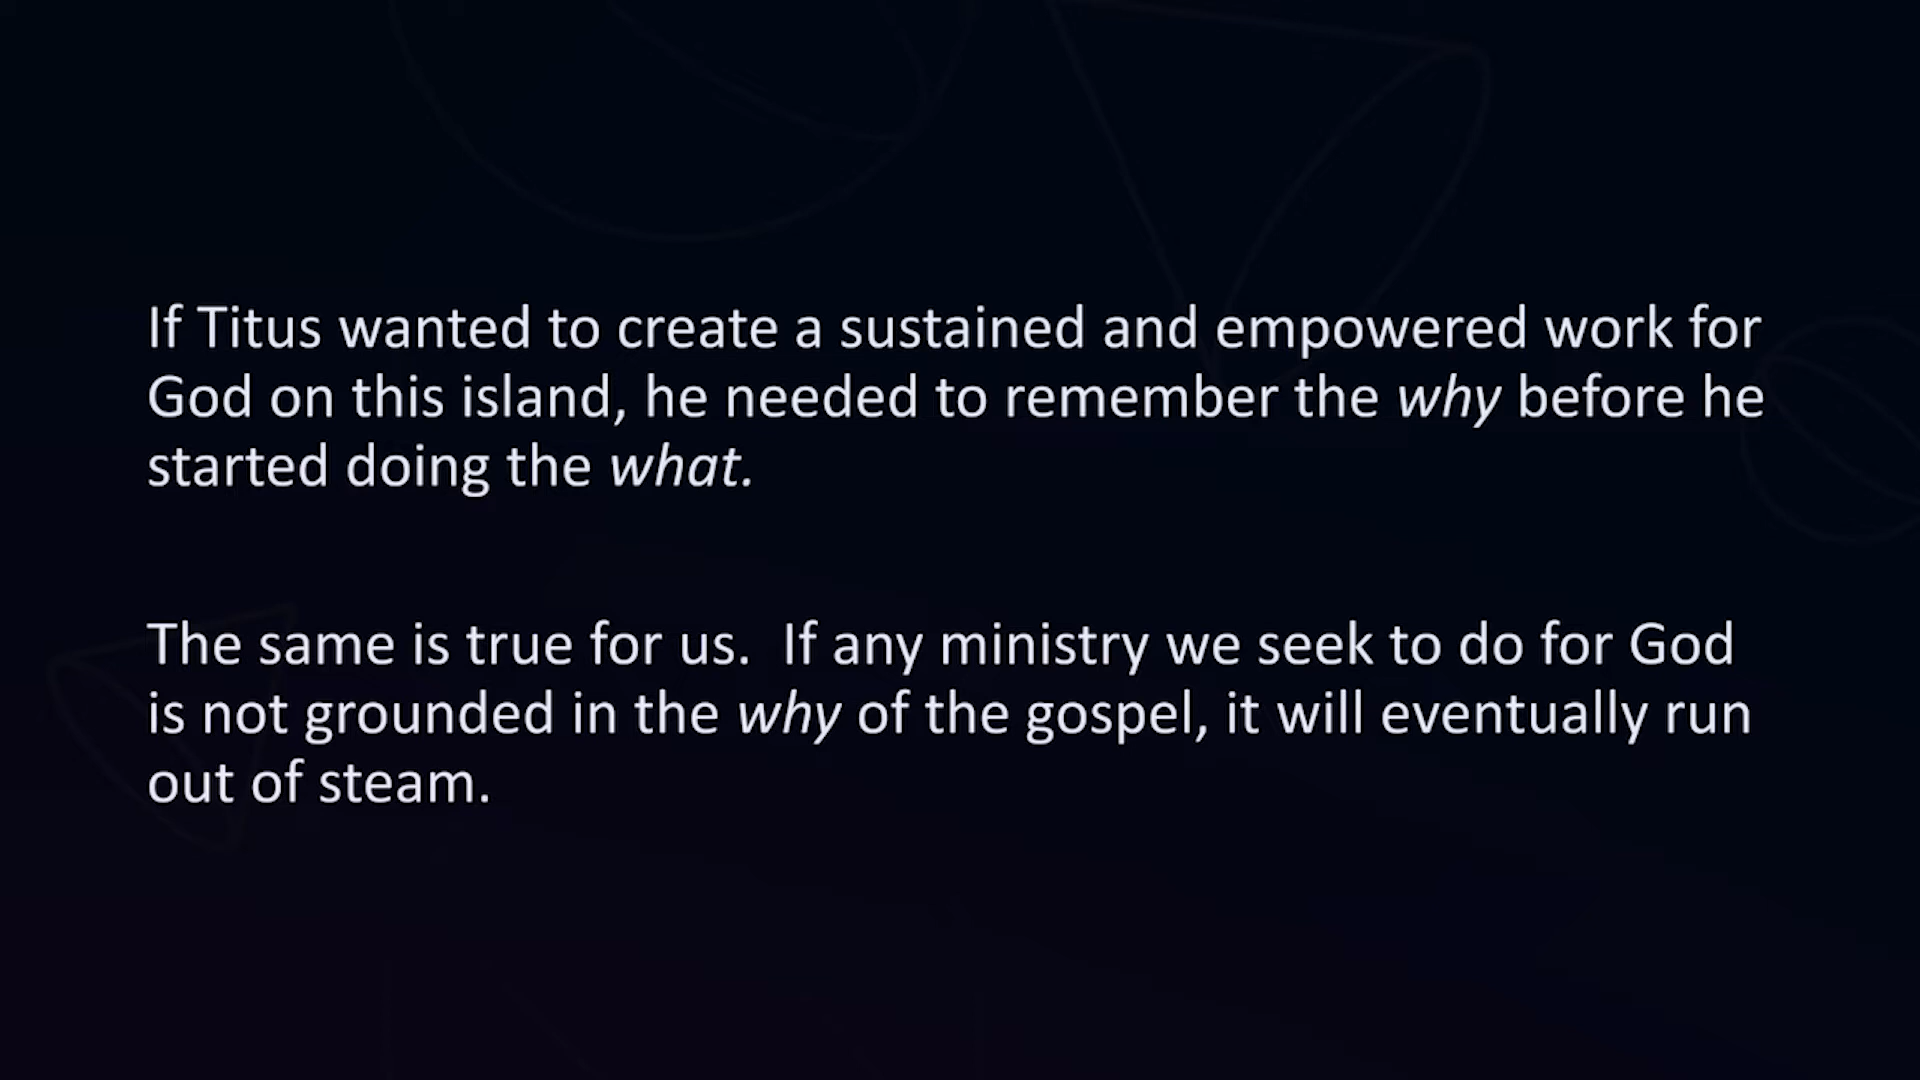 If Titus wanted to create a sustained and empowered work for
God on this island, he needed to remember the why before he
started doing the what.
The same is true for us.  If any ministry we seek to do for God
is not grounded in the why of the gospel, it will eventually run
out of steam.